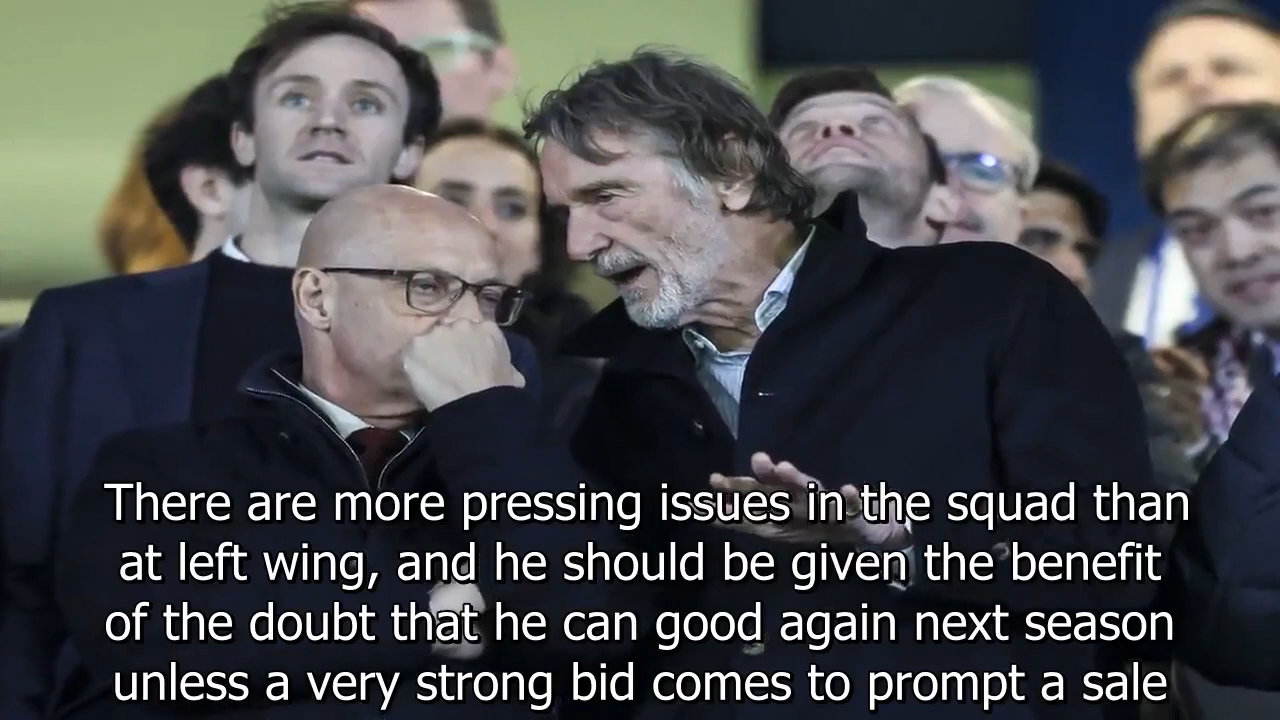 There are more pressing issues in the squad than
at left wing, and he should be given the benefit
of the doubt that he can good again next season
unless a very strong bid comes to prompt a sale